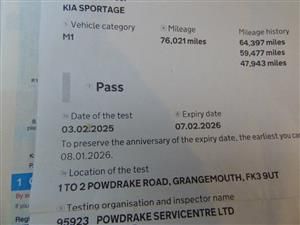 KIA SPORTAGE
Vehicle category
M1
Mileage
76,021 miles
Mileage history
64,397 miles
59,477 miles
47,943 miles
Pass
Date of the test
03.02.2025
Expiry date
07.02.2026
To preserve the anniversary of the expiry date, the earliest you can
08.01.2026.
Location of the test
1 TO 2 POWDRAKE ROAD, GRANGEMOUTH, FK3 9UT
Testing organisation and inspector name
95923 POWDRAKE SERVICENTRE LTD